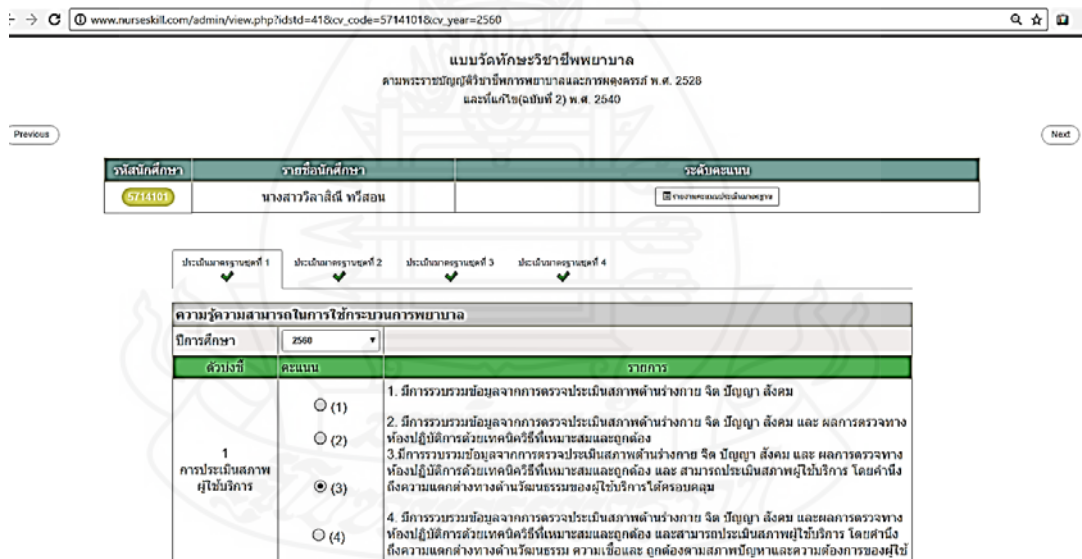 www.nurseskill.com/admin/view.php?idstd=41&cv_code=5714101&cv_year=2560
แบบวัดทักษะวิชาชีพพยาบาล
ตามพระราชบัญญัติวิชาชีพการพยาบาลและการผดุงครรภ์ พ.ศ. 2528
และที่แก้ไข(ฉบับที่ 2) พ.ศ. 2540
Previous
Next
รหัสนักศึกษา รายชื่อนักศึกษา ระดับคะแนน
5714101 นางสาววิลาสิณี ทวีสอน รายงานคะแนนประเมินมาตรฐาน
ประเมินมาตรฐานชุดที่ 1 ประเมินมาตรฐานชุดที่ 2 ประเมินมาตรฐานชุดที่ 3 ประเมินมาตรฐานชุดที่ 4
ความรู้ความสามารถในการใช้กระบวนการพยาบาล
ปีการศึกษา 2560
ตัวบ่งชี้ คะแนน รายการ
1
การประเมินสภาพ
ผู้ใช้บริการ
(1)
(2)
(3)
(4)
1. มีการรวบรวมข้อมูลจากการตรวจประเมินสภาพด้านร่างกาย จิต ปัญญา สังคม
2. มีการรวบรวมข้อมูลจากการตรวจประเมินสภาพด้านร่างกาย จิต ปัญญา สังคม และ ผลการตรวจทาง
ห้องปฏิบัติการด้วยเทคนิควิธีที่เหมาะสมและถูกต้อง
3.มีการรวบรวมข้อมูลจากการตรวจประเมินสภาพด้านร่างกาย จิต ปัญญา สังคม และ ผลการตรวจทาง
ห้องปฏิบัติการด้วยเทคนิควิธีที่เหมาะสมและถูกต้อง และ สามารถประเมินสภาพผู้ใช้บริการ โดยคำนึง
ถึงความแตกต่างทางด้านวัฒนธรรมของผู้ใช้บริการได้ครอบคลุม
4. มีการรวบรวมข้อมูลจากการตรวจประเมินสภาพด้านร่างกาย จิต ปัญญา สังคม และผลการตรวจทาง
ห้องปฏิบัติการด้วยเทคนิควิธีที่เหมาะสมและถูกต้อง และสามารถประเมินสภาพผู้ใช้บริการ โดยคำนึง
ถึงความแตกต่างทางด้านวัฒนธรรม ความเชื่อและ ถูกต้องตามสภาพปัญหาและความต้องการของผู้ใช้